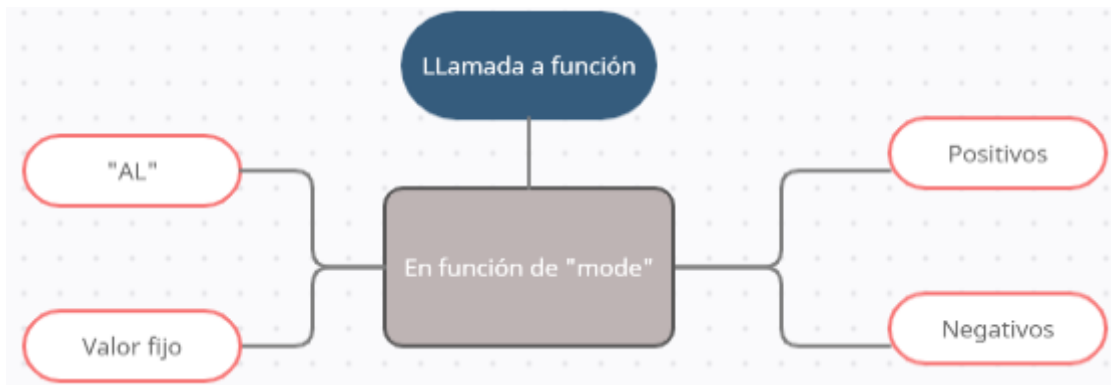 LLamada a función
"AL"
Positivos
En función de "mode"
Valor fijo
Negativos